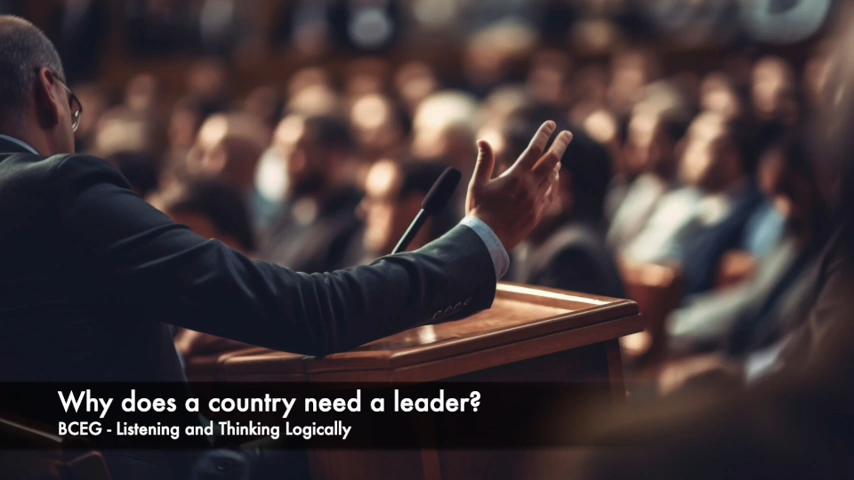 Why does a country need a leader?
BCEG - Listening and Thinking Logically